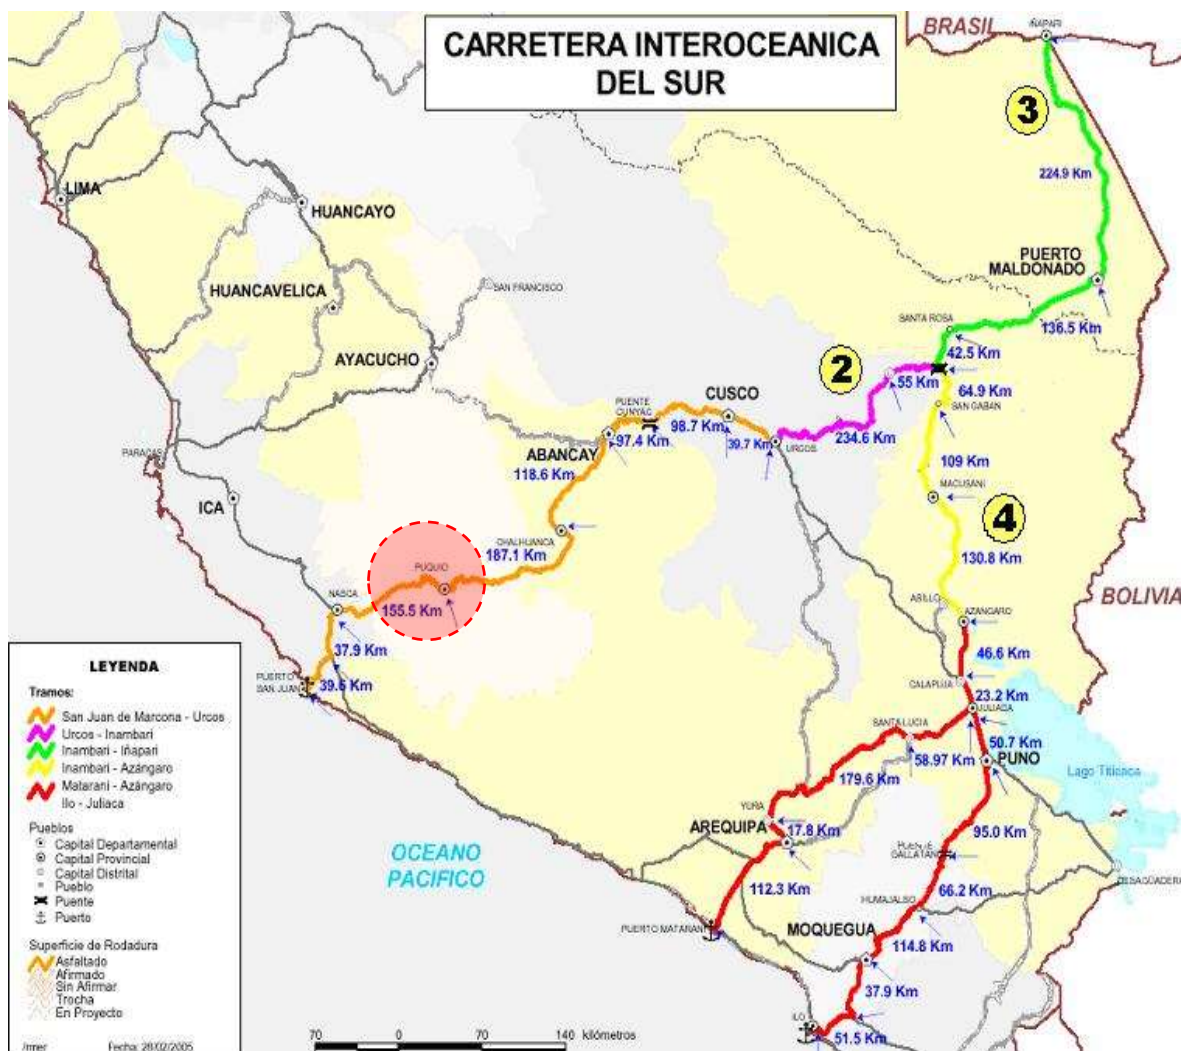 CARRETERA INTEROCEANICA
DEL SUR
BRASIL
IÑAPARI
3
224.9 Km
LIMA
HUANCAYO
PUERTO
MALDONADO
HUANCAVELICA
SAN FRANCISCO
SANTA ROSA
136.5 Km
AYACUCHO
42.5 Km
2
55 Km
64.9 Km
CUSCO
PUENTE
CUNYAC
SAN GABAN
98.7 Km
97.4 Km
39.7 Km
URCOS
234.6 Km
PARACAS
ABANCAY
118.6 Km
109 Km
MACUSANI
ICA
4
CHALHUANCA
187.1 Km
130.8 Km
PUQUIO
NASCA
155.5 Km
ASILLO
AZANGARO
BOLIVIA
37.9 Km
46.6 Km
PUERTO
SAN JUAN
39.5 Km
CALAPUJA
23.2 Km
JULIACA
SANTA LUCIA
50.7 Km
58.97 Km
PUNO
Lago Titicaca
179.6 Km
YURA
AREQUIPA
17.8 Km
95.0 Km
OCEANO
PACIFICO
PUENTE
GALLATANI
DESAGÜADERO
112.3 Km
66.2 Km
HUMAJALSO
PUERTO MATARANI
MOQUEGUA
114.8 Km
37.9 Km
ILO
51.5 Km
LEYENDA
Tramos:
San Juan de Marcona - Urcos
Urcos - Inambari
Inambari - Iñapari
Inambari - Azángaro
Matarani - Azángaro
Ilo - Juliaca
Pueblos
Capital Departamental
Capital Provincial
Capital Distrital
Pueblo
Puente
Puerto
Superficie de Rodadura
Asfaltado
Afirmado
Sin Afirmar
Trocha
En Proyecto
Fecha: 28/02/2005
70 0 70 140 kilómetros